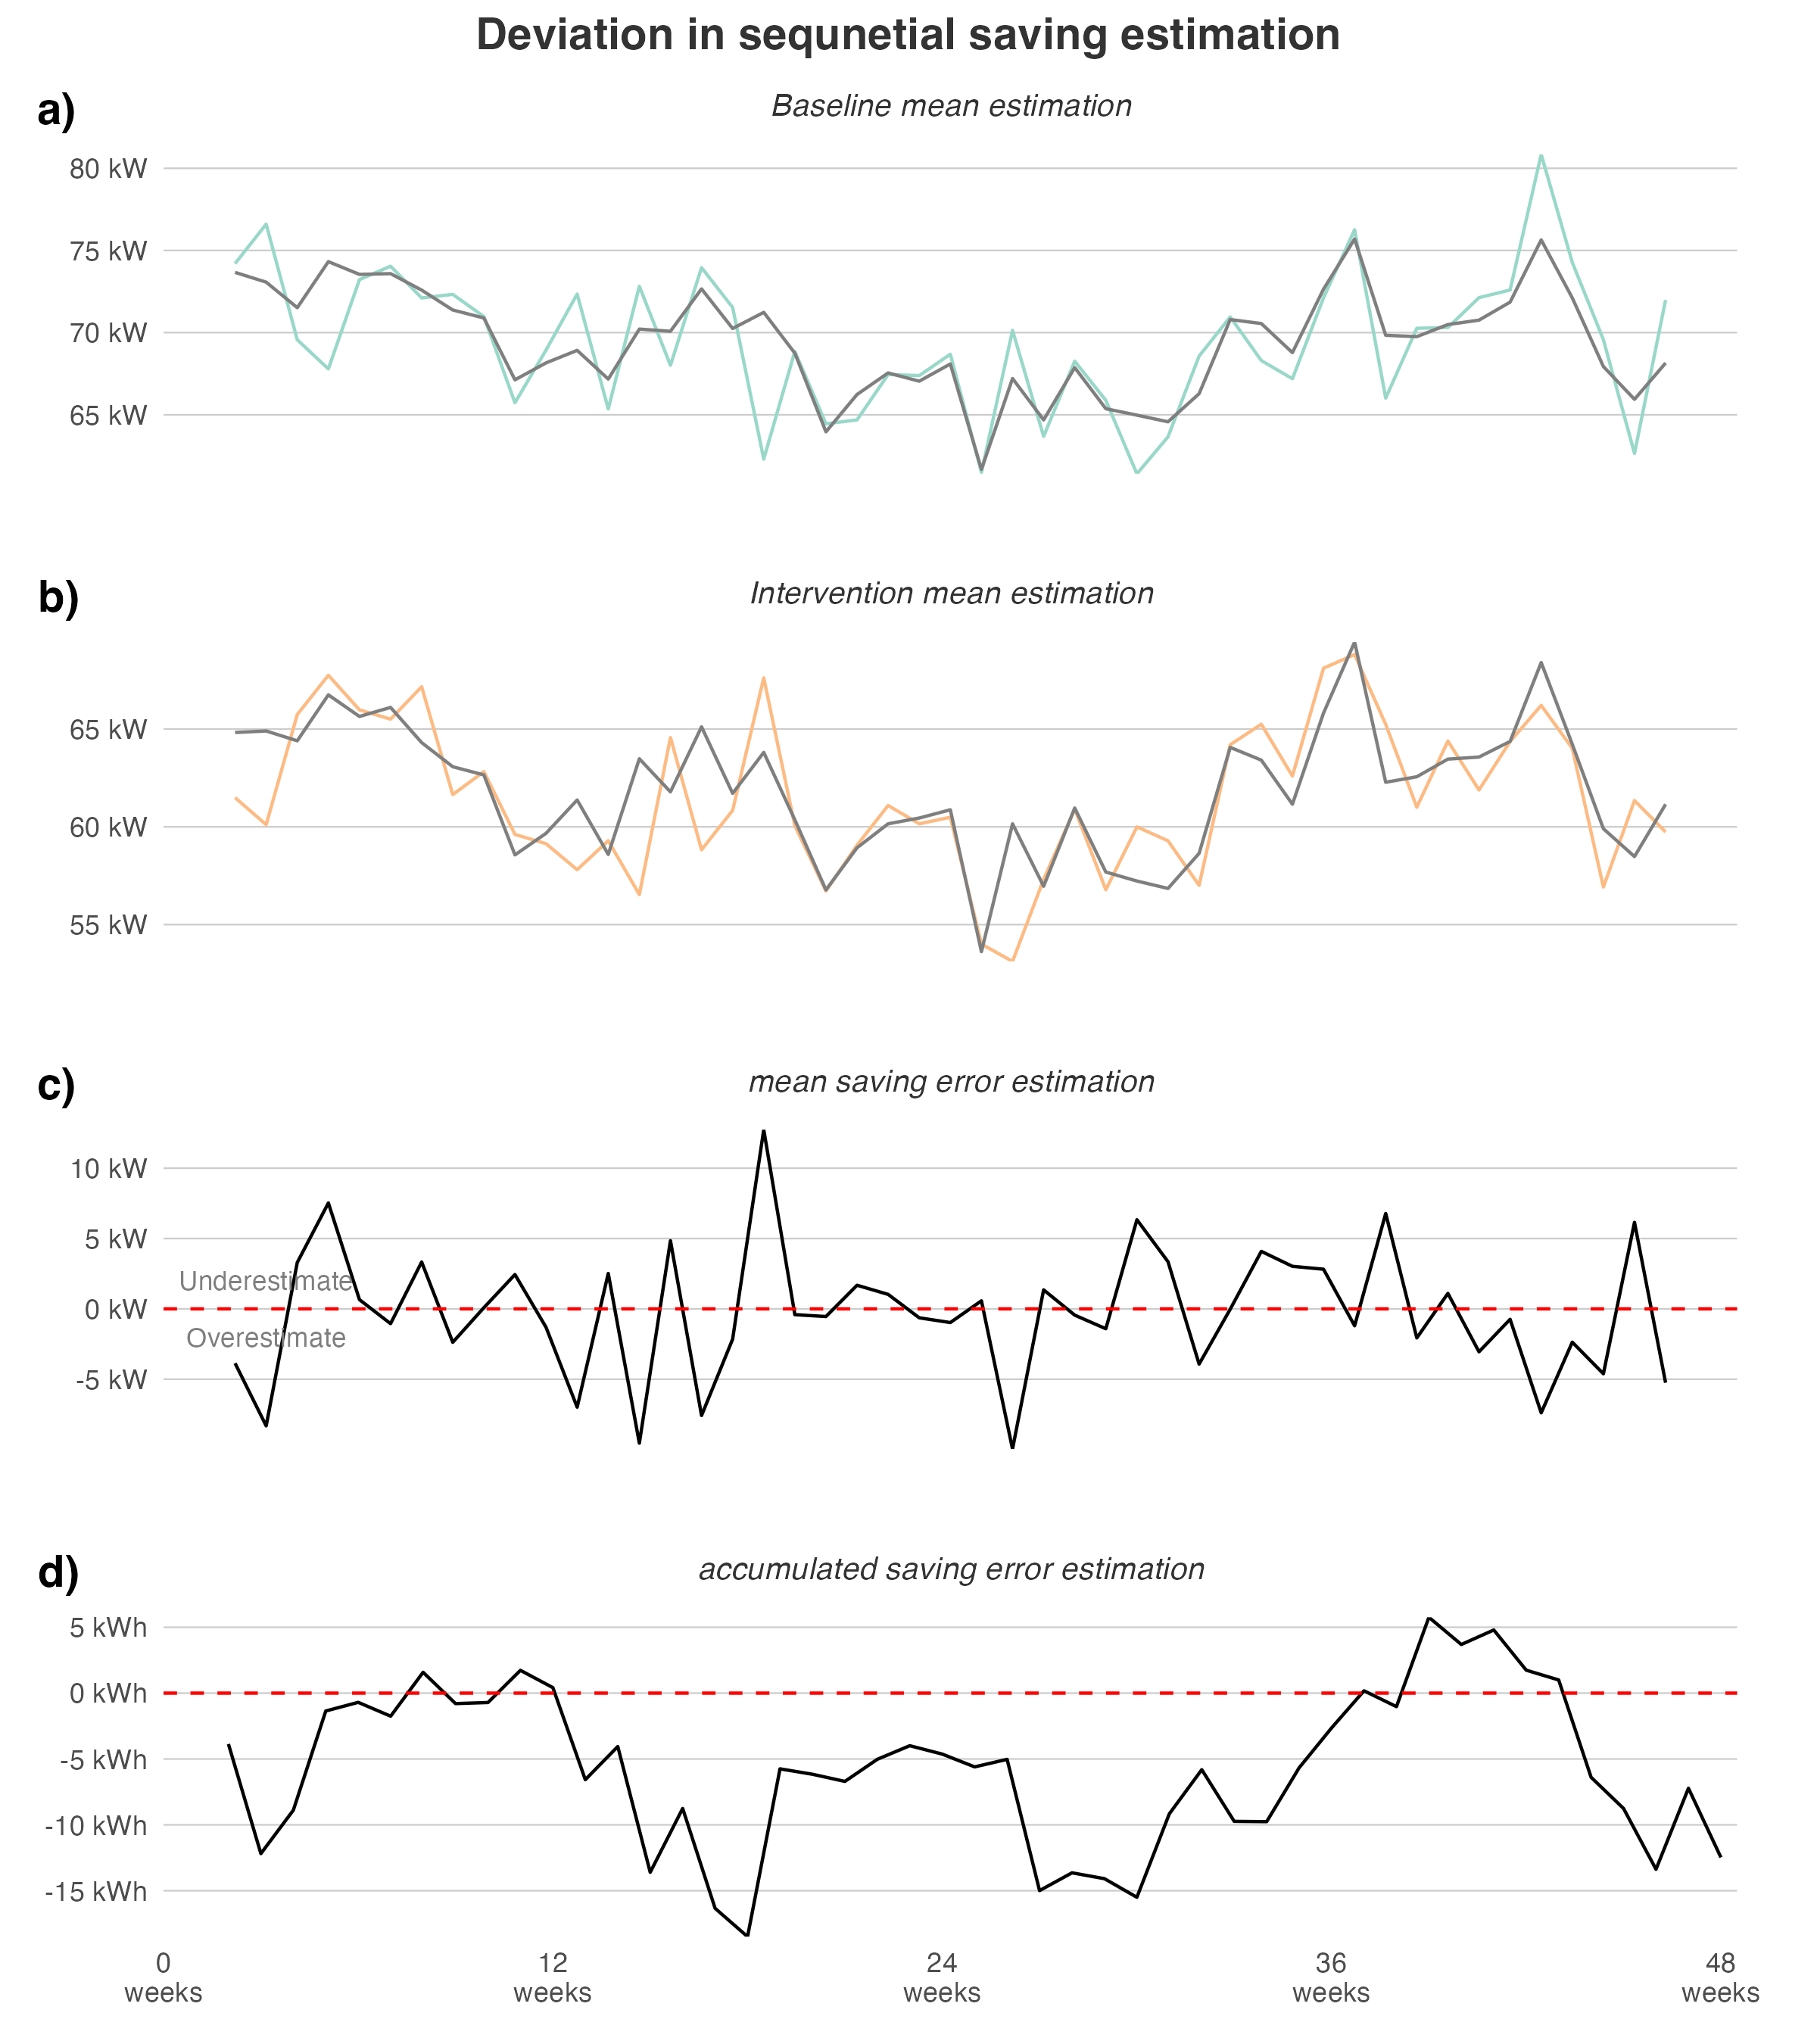 Deviation in sequnetial saving estimation
a)
Baseline mean estimation
80 kW
75 kW
70 kW
65 kW
b)
Intervention mean estimation
65 kW
60 kW
55 kW
c)
mean saving error estimation
10 kW
5 kW
Underestimate
0 kW
Overestimate
-5 kW
d)
accumulated saving error estimation
5 kWh
0 kWh
-5 kWh
-10 kWh
-15 kWh
0 12 24 36 48
weeks weeks weeks weeks weeks